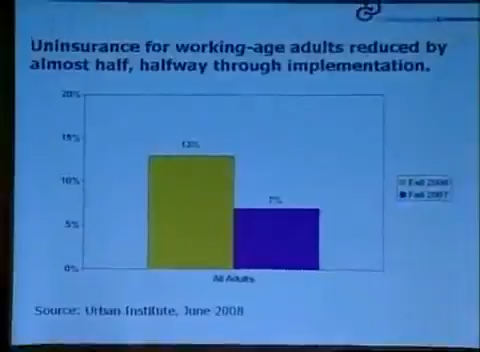 Uninsurance for working-age adults reduced by
almost half, halfway through implementation.
20%
15%
13%
10%
7%
5%
0%
All Adults
Fall 2006
Fall 2007
Source: Urban Institute, June 2008